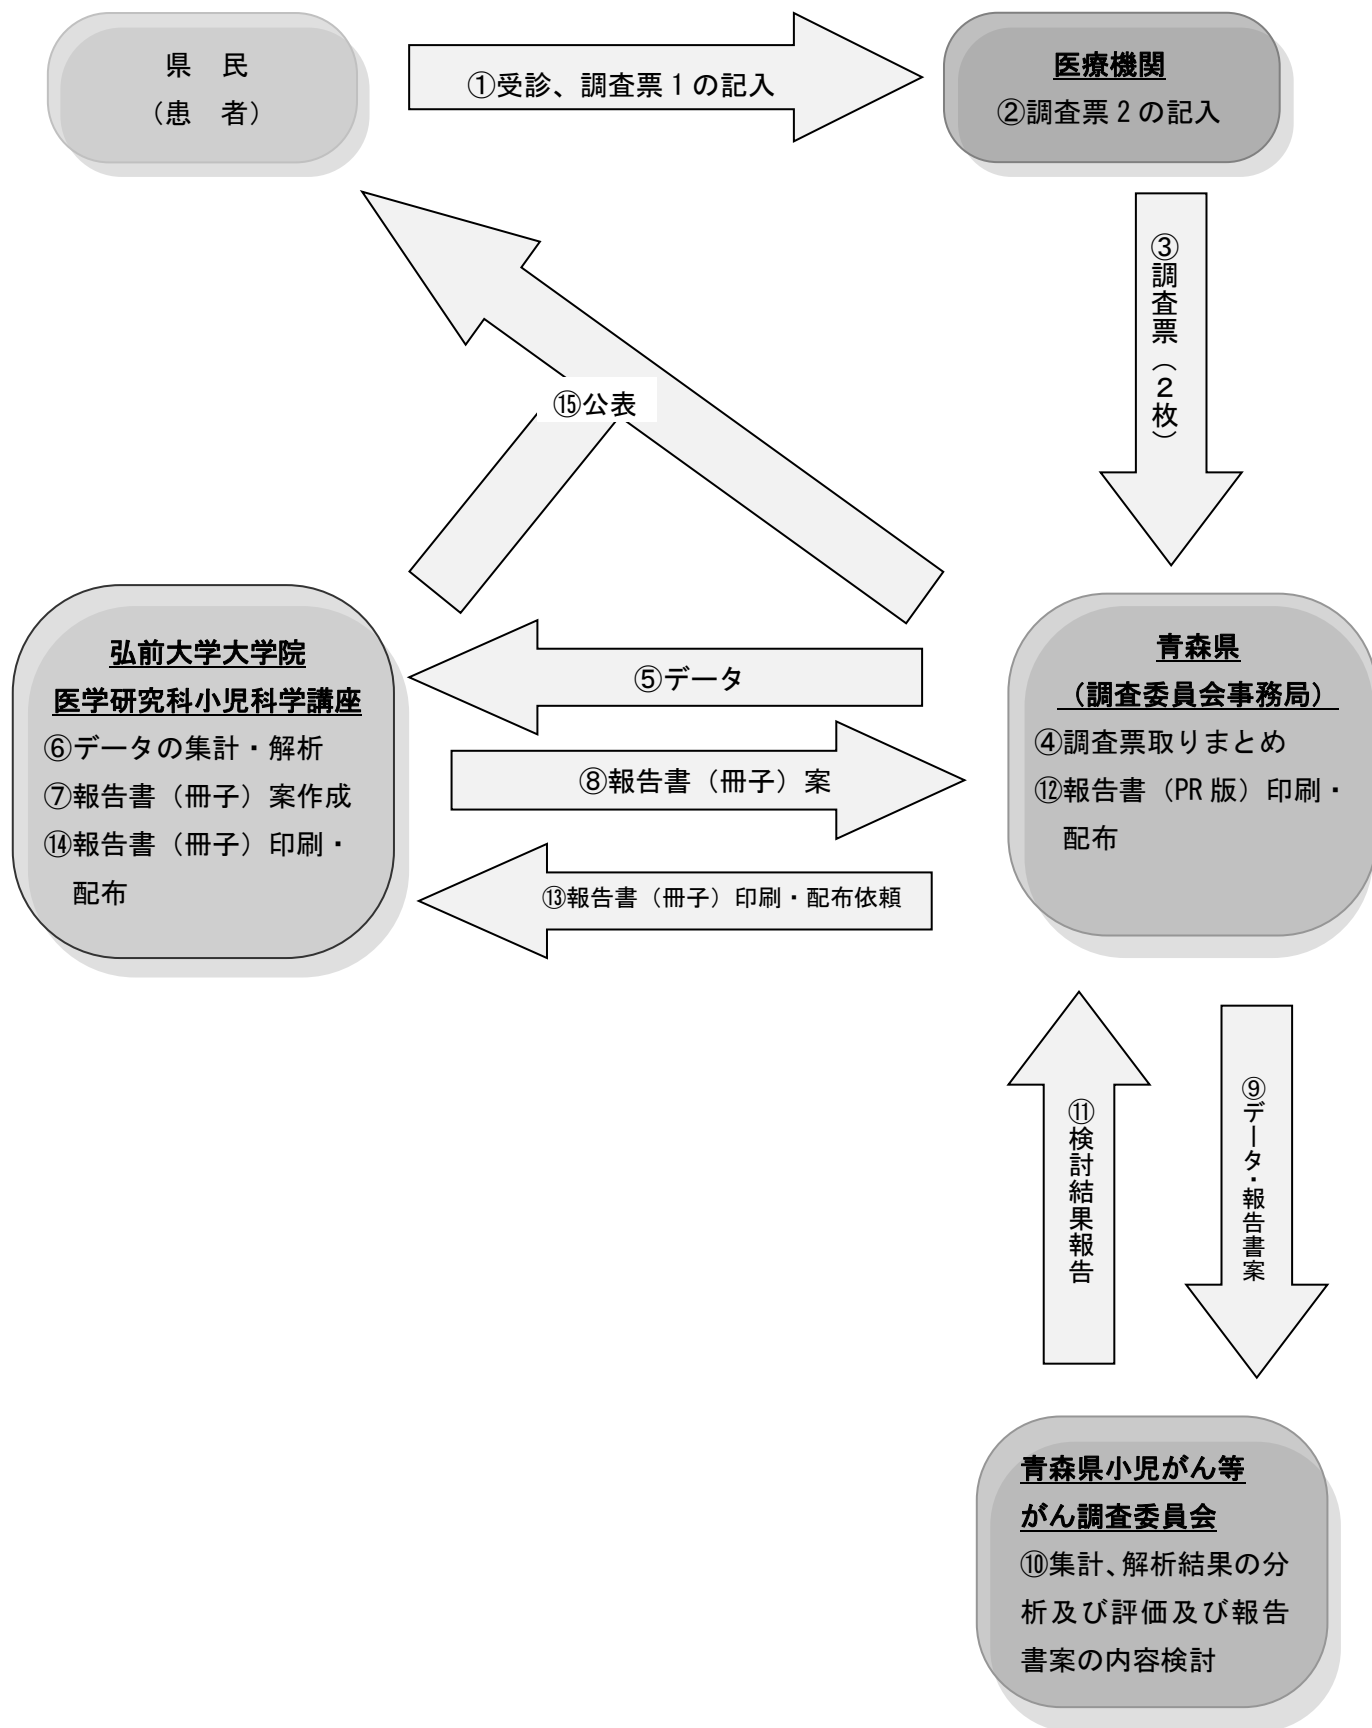 県　民
（患　者）
①受診、調査票１の記入
医療機関
②調査票２の記入
③調査票（２枚）
⑮公表
弘前大学大学院
医学研究科小児科学講座
⑥データの集計・解析
⑦報告書（冊子）案作成
⑭報告書（冊子）印刷・
配布
⑤データ
⑧報告書（冊子）案
⑬報告書（冊子）印刷・配布依頼
青森県
（調査委員会事務局）
④調査票取りまとめ
⑫報告書（PR 版）印刷・
配布
⑪検討結果報告
⑨データ・報告書案
青森県小児がん等
がん調査委員会
⑩集計、解析結果の分
析及び評価及び報告
書案の内容検討